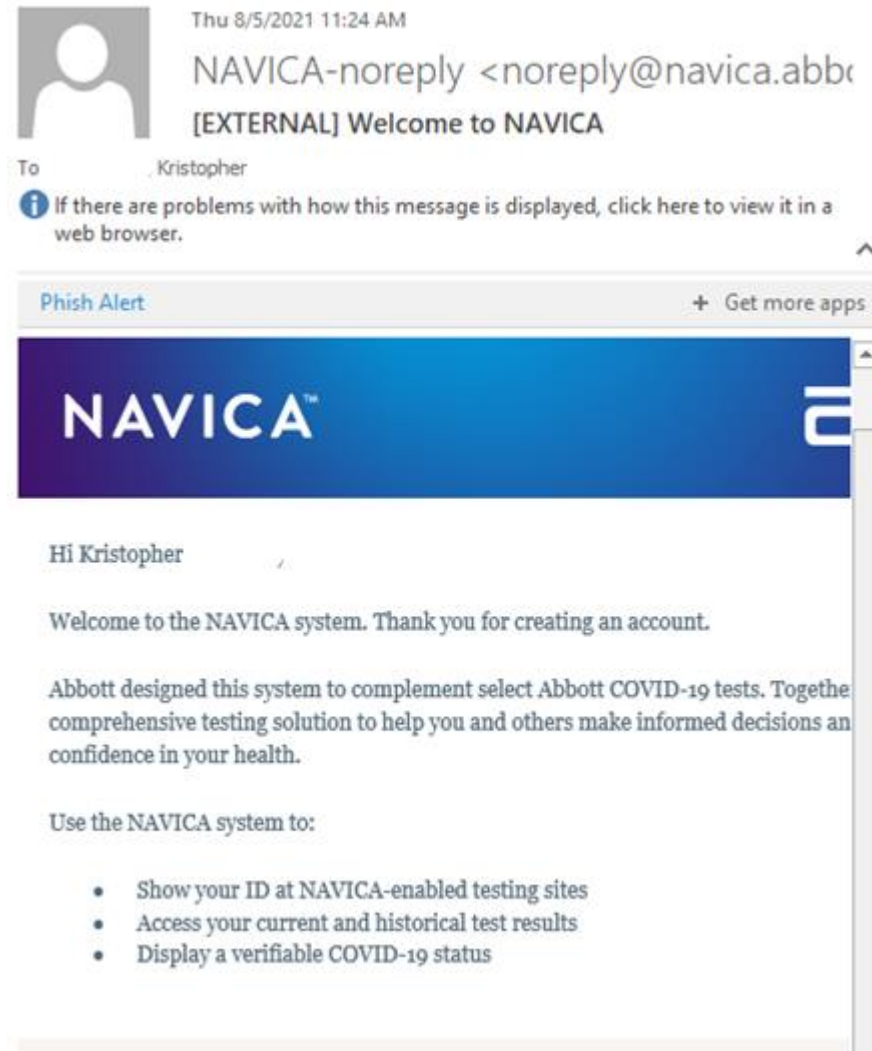 Thu 8/5/2021 11:24 AM
NAVICA-noreply <noreply@navica.abbo
[EXTERNAL] Welcome to NAVICA
To Kristopher
If there are problems with how this message is displayed, click here to view it in a
web browser.
Phish Alert + Get more apps
NAVICA™
Hi Kristopher
Welcome to the NAVICA system. Thank you for creating an account.
Abbott designed this system to complement select Abbott COVID-19 tests. Togethe
comprehensive testing solution to help you and others make informed decisions an
confidence in your health.
Use the NAVICA system to:
• Show your ID at NAVICA-enabled testing sites
• Access your current and historical test results
• Display a verifiable COVID-19 status